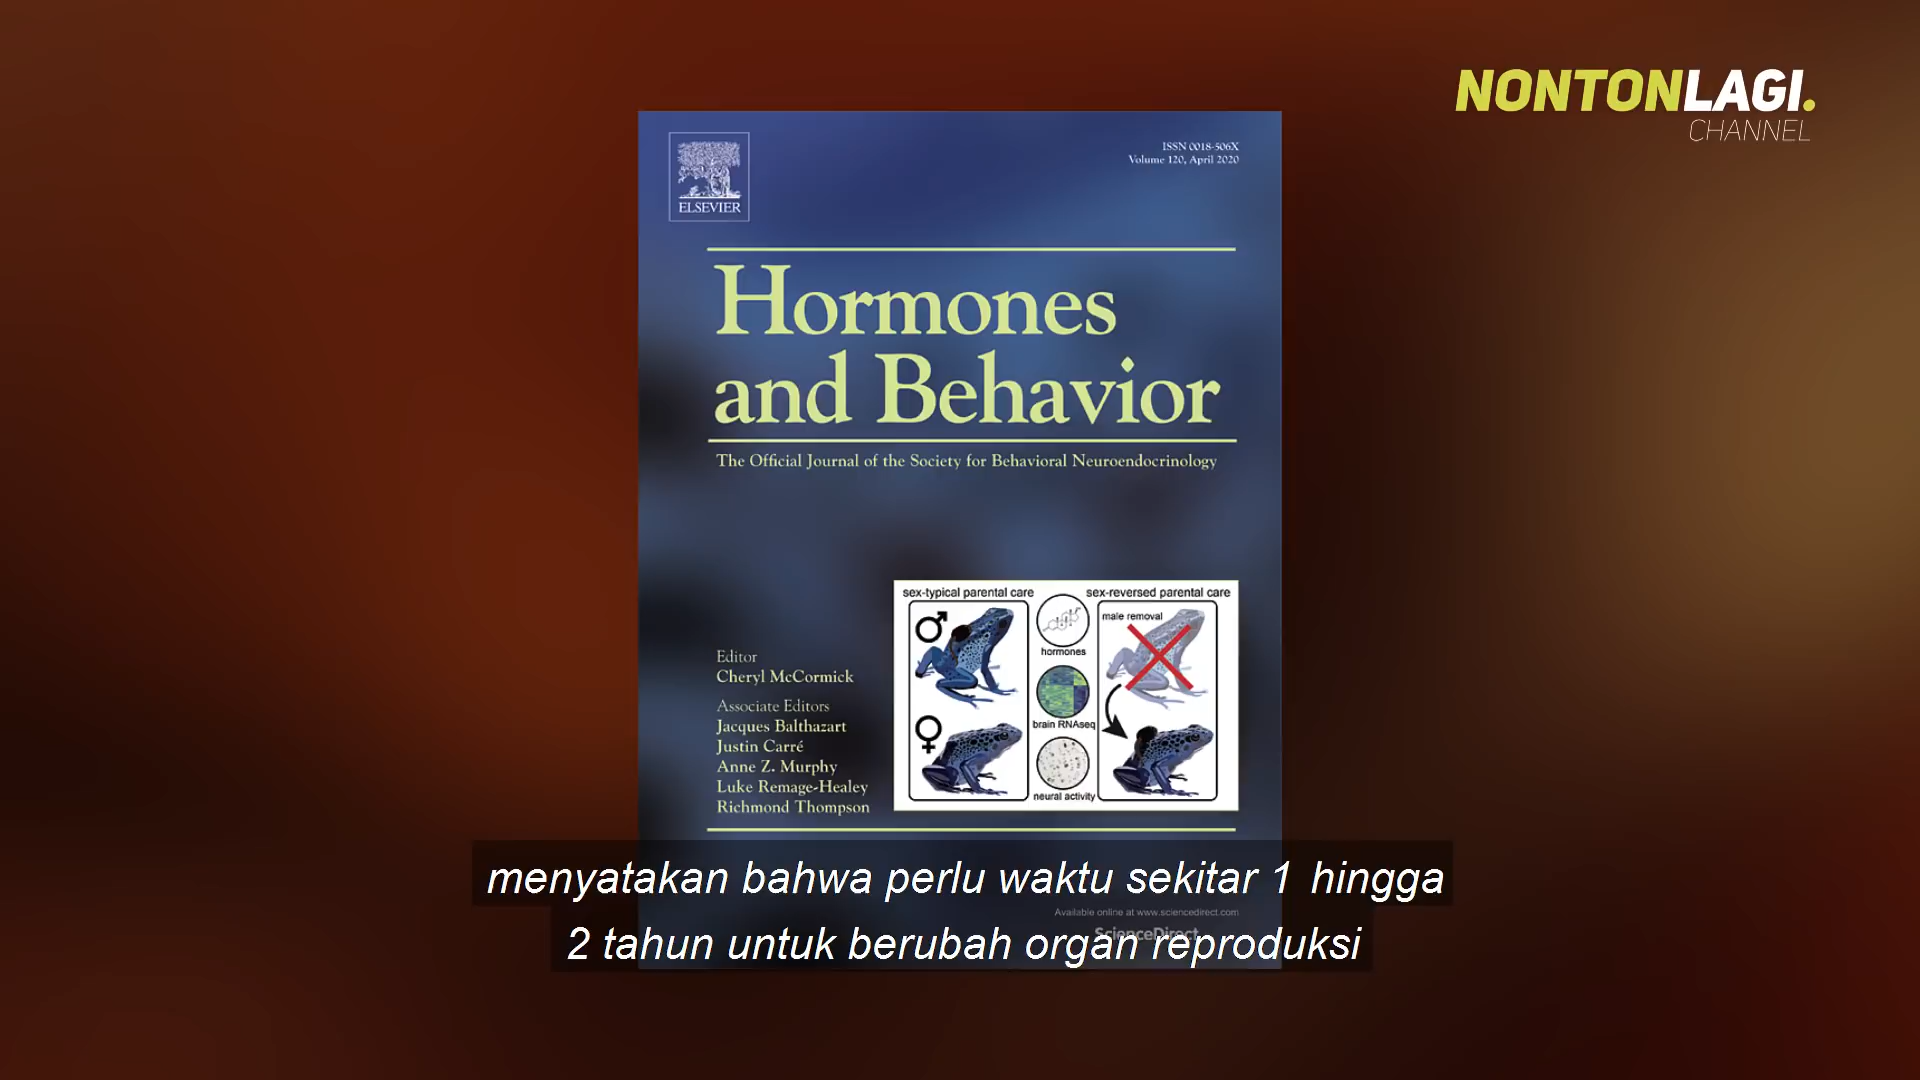 NONTONLAGI.
CHANNEL
ELSEVIER
ISSN 0018-506X
Volume 120, April 2020
Hormones
and Behavior
The Official Journal of the Society for Behavioral Neuroendocrinology
Editor
Cheryl McCormick
Associate Editors
Jacques Balthazart
Justin Carré
Anne Z. Murphy
Luke Remage-Healey
Richmond Thompson
sex-typical parental care
hormones
brain RNAseq
neural activity
sex-reversed parental care
male removal
Available online at www.sciencedirect.com
ScienceDirect
menyatakan bahwa perlu waktu sekitar 1 hingga
2 tahun untuk berubah organ reproduksi